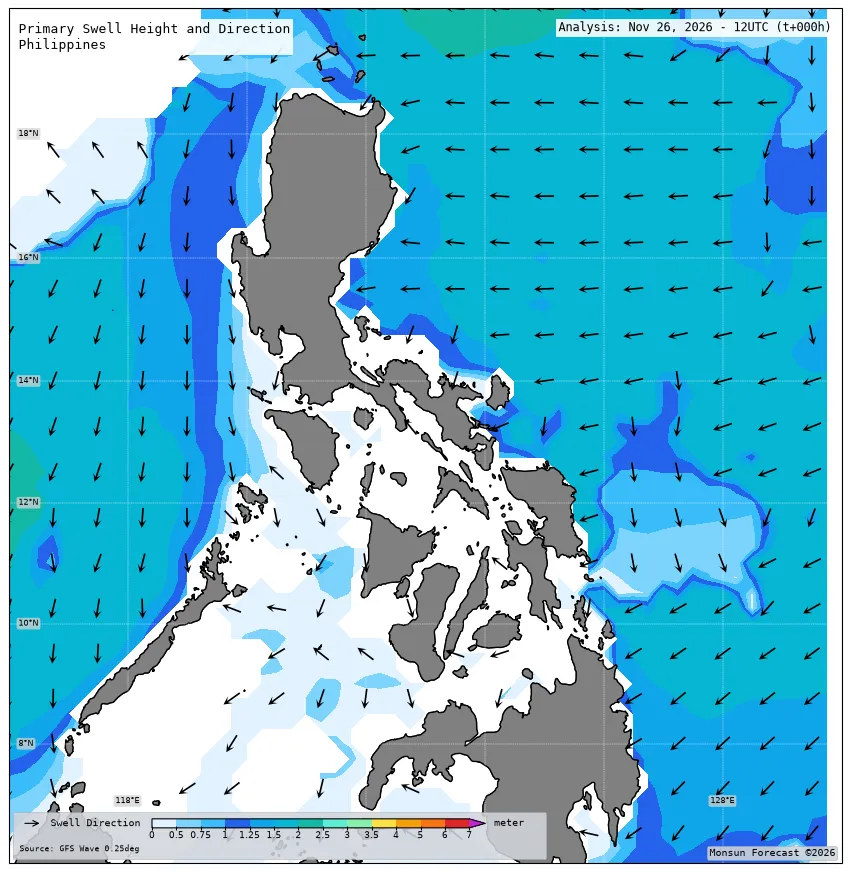 Primary Swell Height and Direction
Philippines
Analysis: Nov 26, 2026 - 12UTC (t+000h)
18°N
16°N
14°N
12°N
10°N
8°N
118°E
128°E
Swell Direction
0 0.5 0.75 1 1.25 1.5 2 2.5 3 3.5 4 5 6 7
meter
Source: GFS Wave 0.25deg
Monsun Forecast ©2026